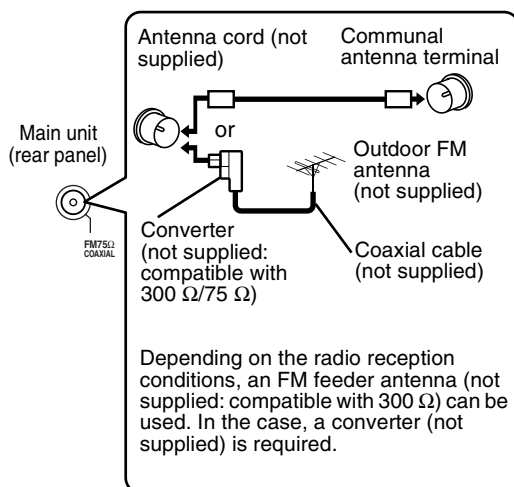 Antenna cord (not
supplied)
Communal
antenna terminal
Main unit
(rear panel)
or
Outdoor FM
antenna
(not supplied)
FM75Ω
COAXIAL
Converter
(not supplied:
compatible with
300 Ω/75 Ω)
Coaxial cable
(not supplied)
Depending on the radio reception
conditions, an FM feeder antenna (not
supplied: compatible with 300 Ω) can be
used. In the case, a converter (not
supplied) is required.